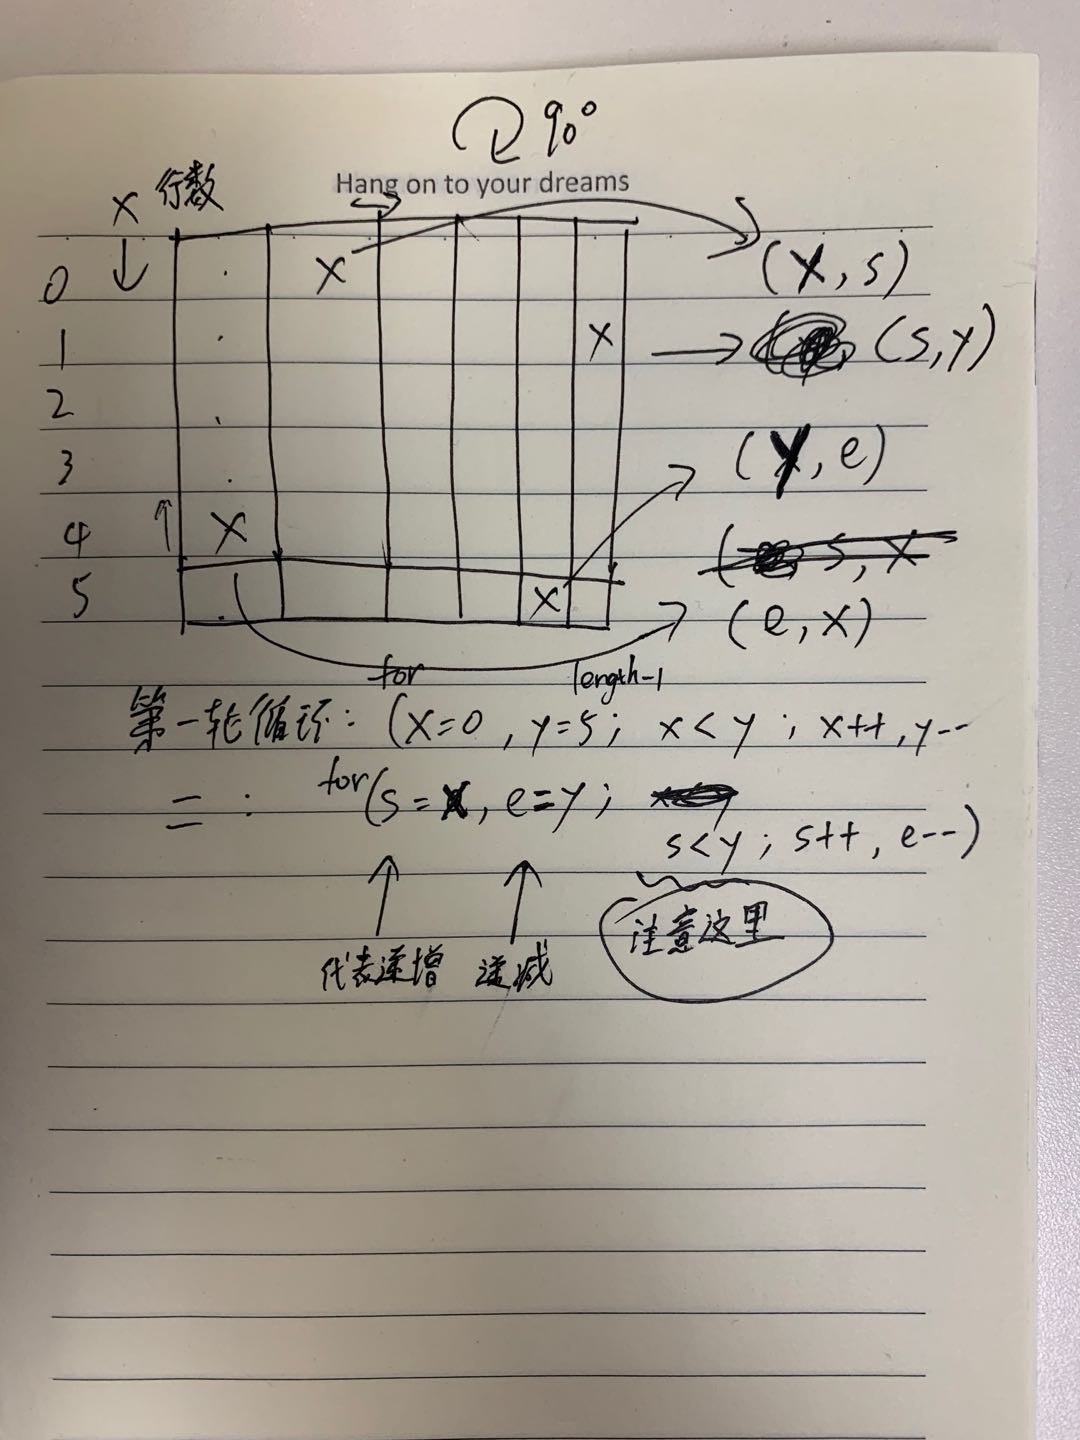 90°
Hang on to your dreams
x 行数
0 x (x, s)
1 x (s, y)
2
3 (y, e)
4 x
5 x (e, x)
for length-1
第一轮循环: (x=0, y=5; x<y; x++, y--
二: for(s=x, e=y;
s<y; s++, e--)
注意这里
代表递增 递减